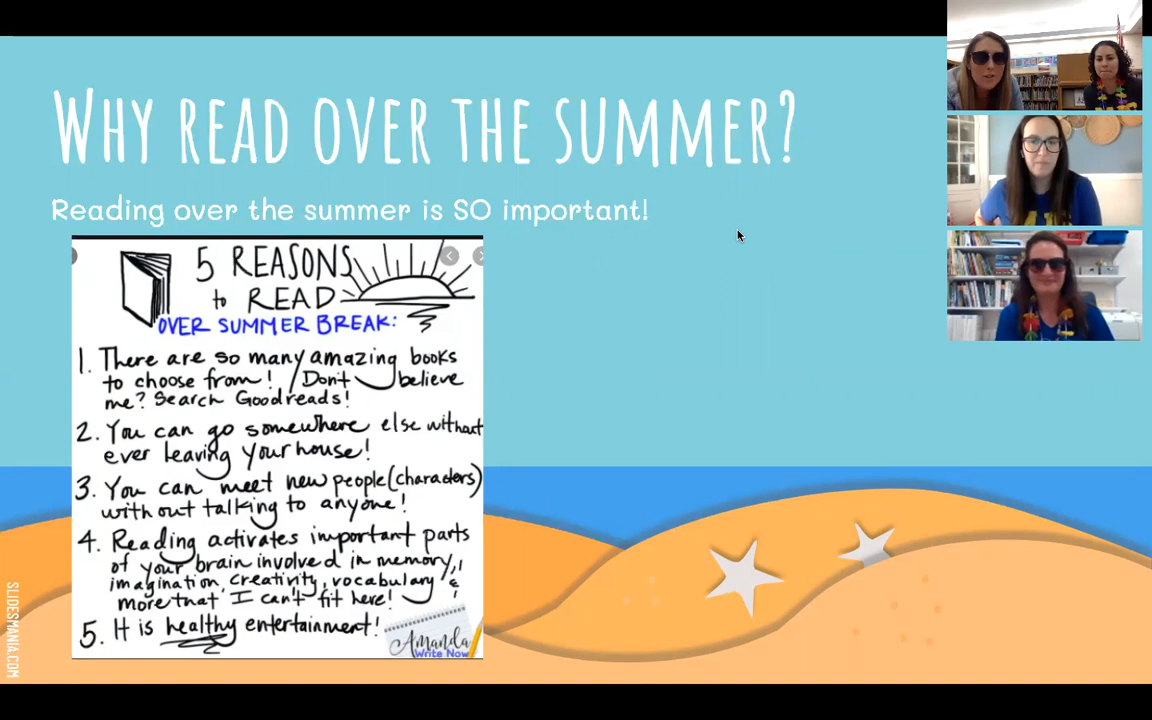 WHY READ OVER THE SUMMER?
Reading over the summer is SO important!
5 REASONS
to READ
OVER SUMMER BREAK:
1. There are so many amazing books
to choose from! Don't believe
me? Search Goodreads!
2. You can go somewhere else without
ever leaving your house!
3. You can meet new people (characters)
without talking to anyone!
4. Reading activates important parts
of your brain involved in memory,
imagination, creativity, vocabulary &
more that I can't fit here!
5. It is healthy entertainment!
Amanda
Write Now
SLIDESMANIA.COM